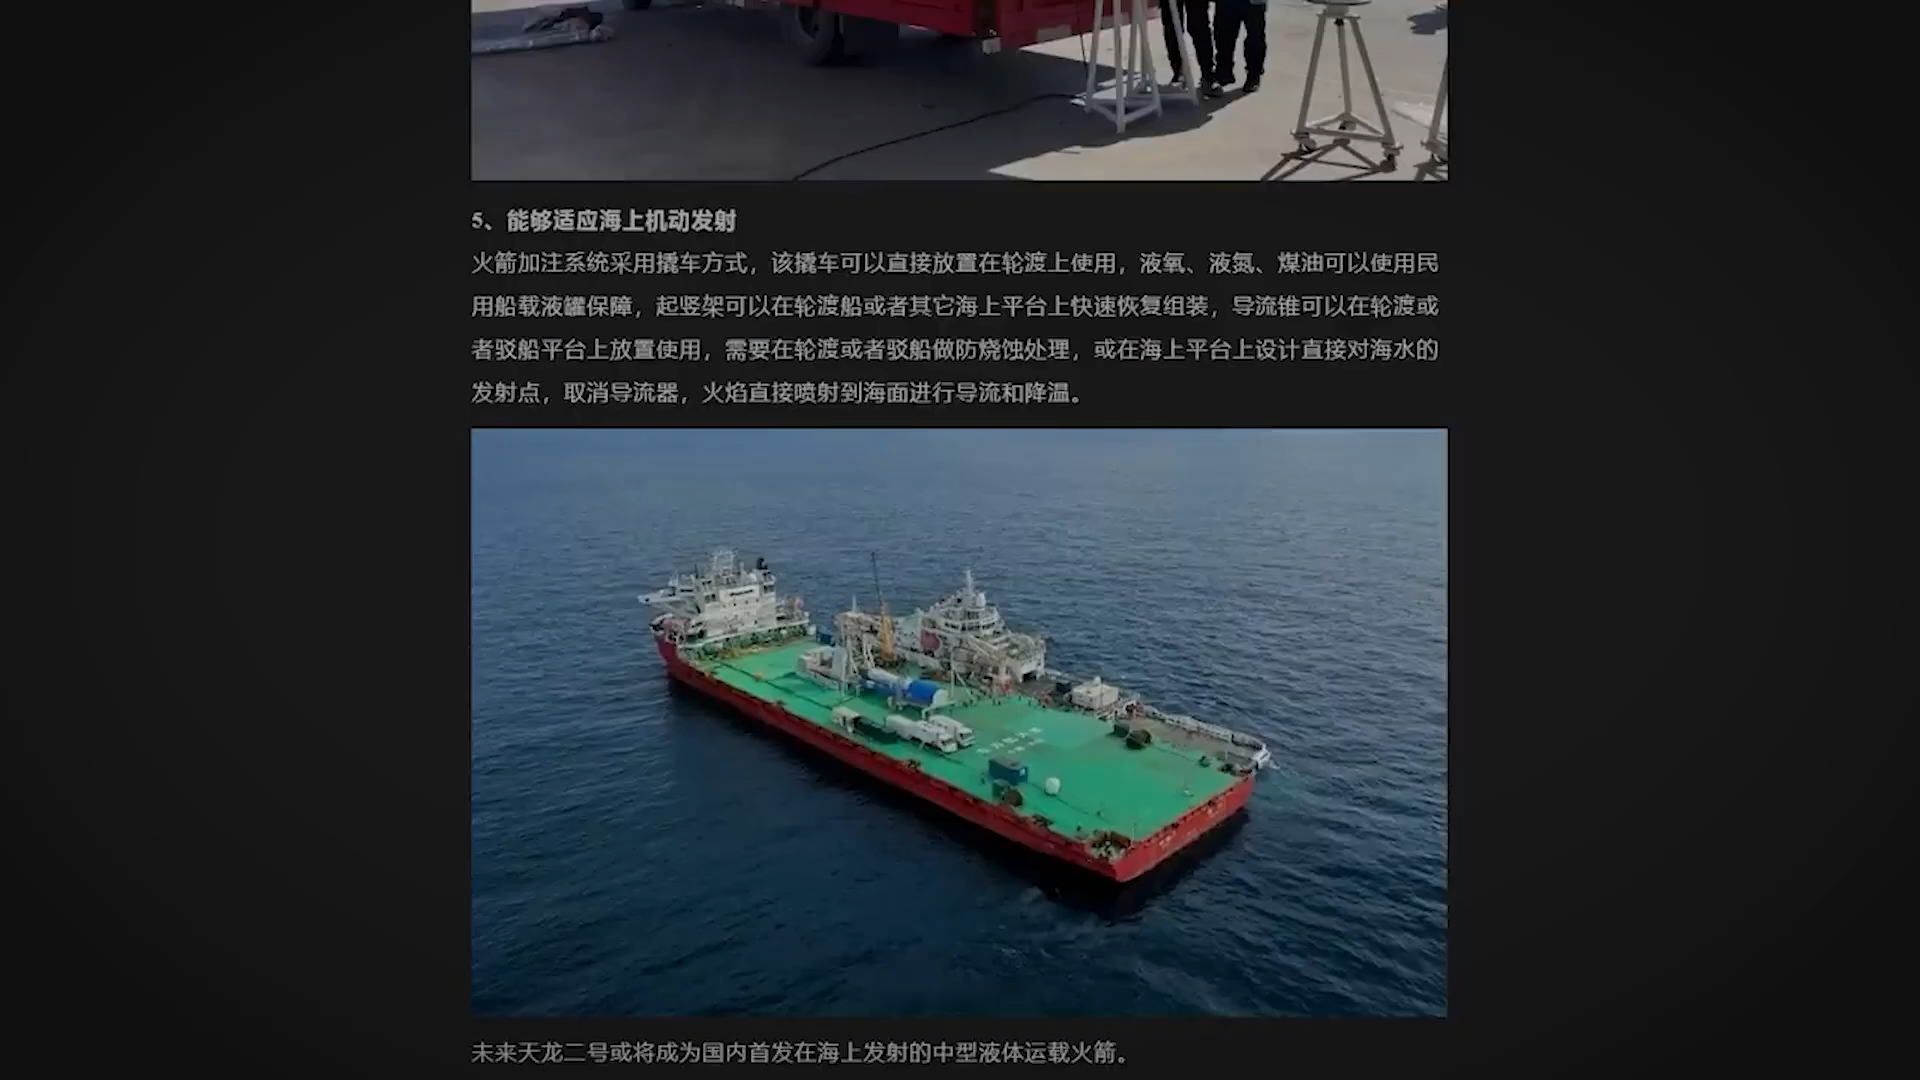 5、能够适应海上机动发射
火箭加注系统采用撬车方式，该撬车可以直接放置在轮渡上使用，液氧、液氮、煤油可以使用民
用船载液罐保障，起竖架可以在轮渡船或者其它海上平台上快速恢复组装，导流锥可以在轮渡或
者驳船平台上放置使用，需要在轮渡或者驳船做防烧蚀处理，或在海上平台上设计直接对海水的
发射点，取消导流器，火焰直接喷射到海面进行导流和降温。
未来天龙二号或将成为国内首发在海上发射的中型液体运载火箭。